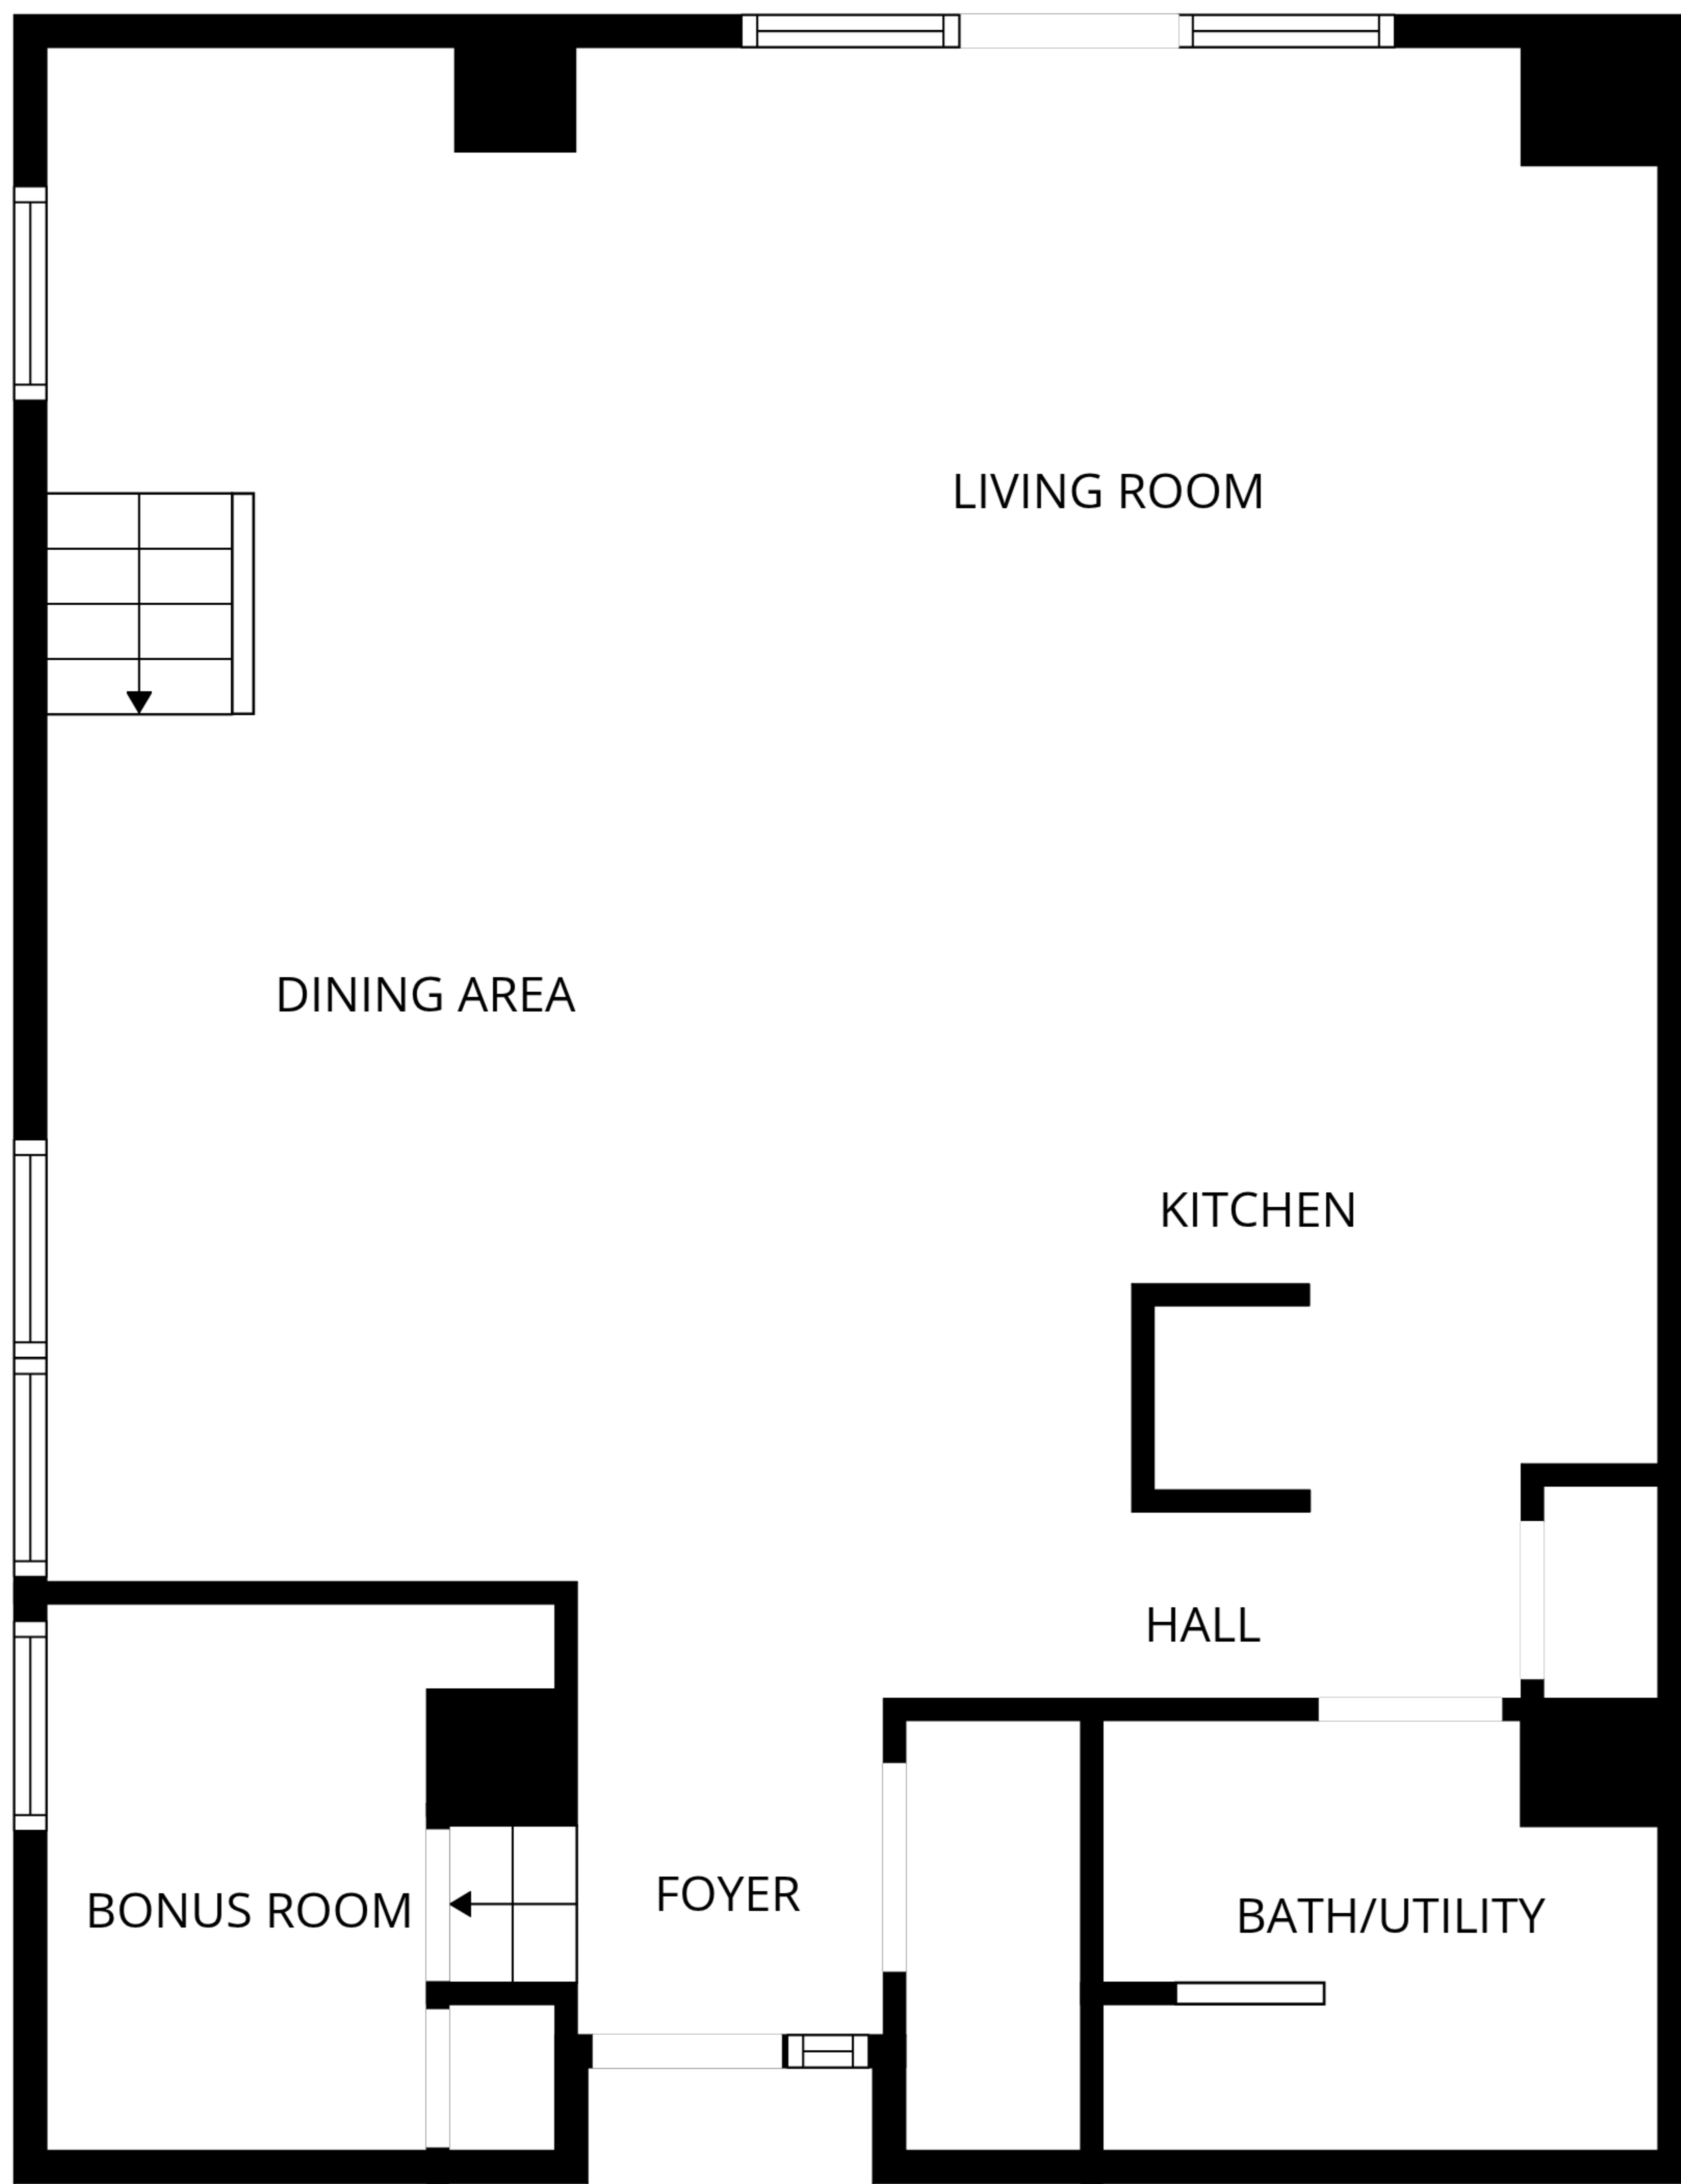 LIVING ROOM
DINING AREA
KITCHEN
HALL
FOYER
BONUS ROOM
BATH/UTILITY